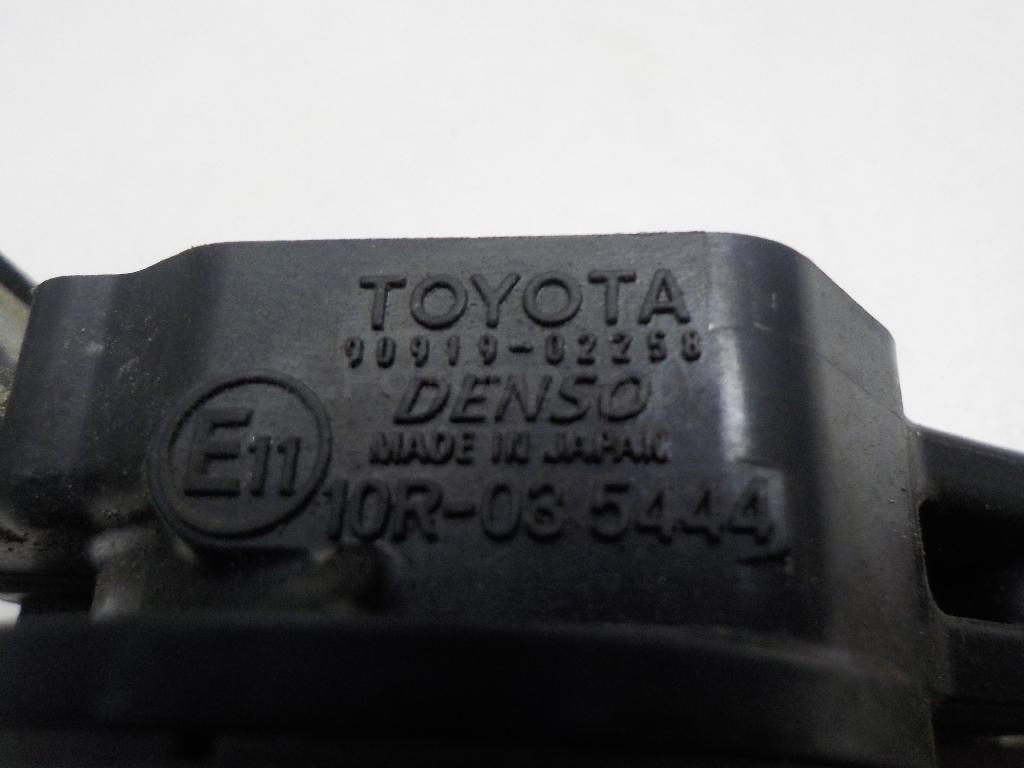 TOYOTA
90919-02258
DENSO
MADE IN JAPAN
E11
10R-03 5444